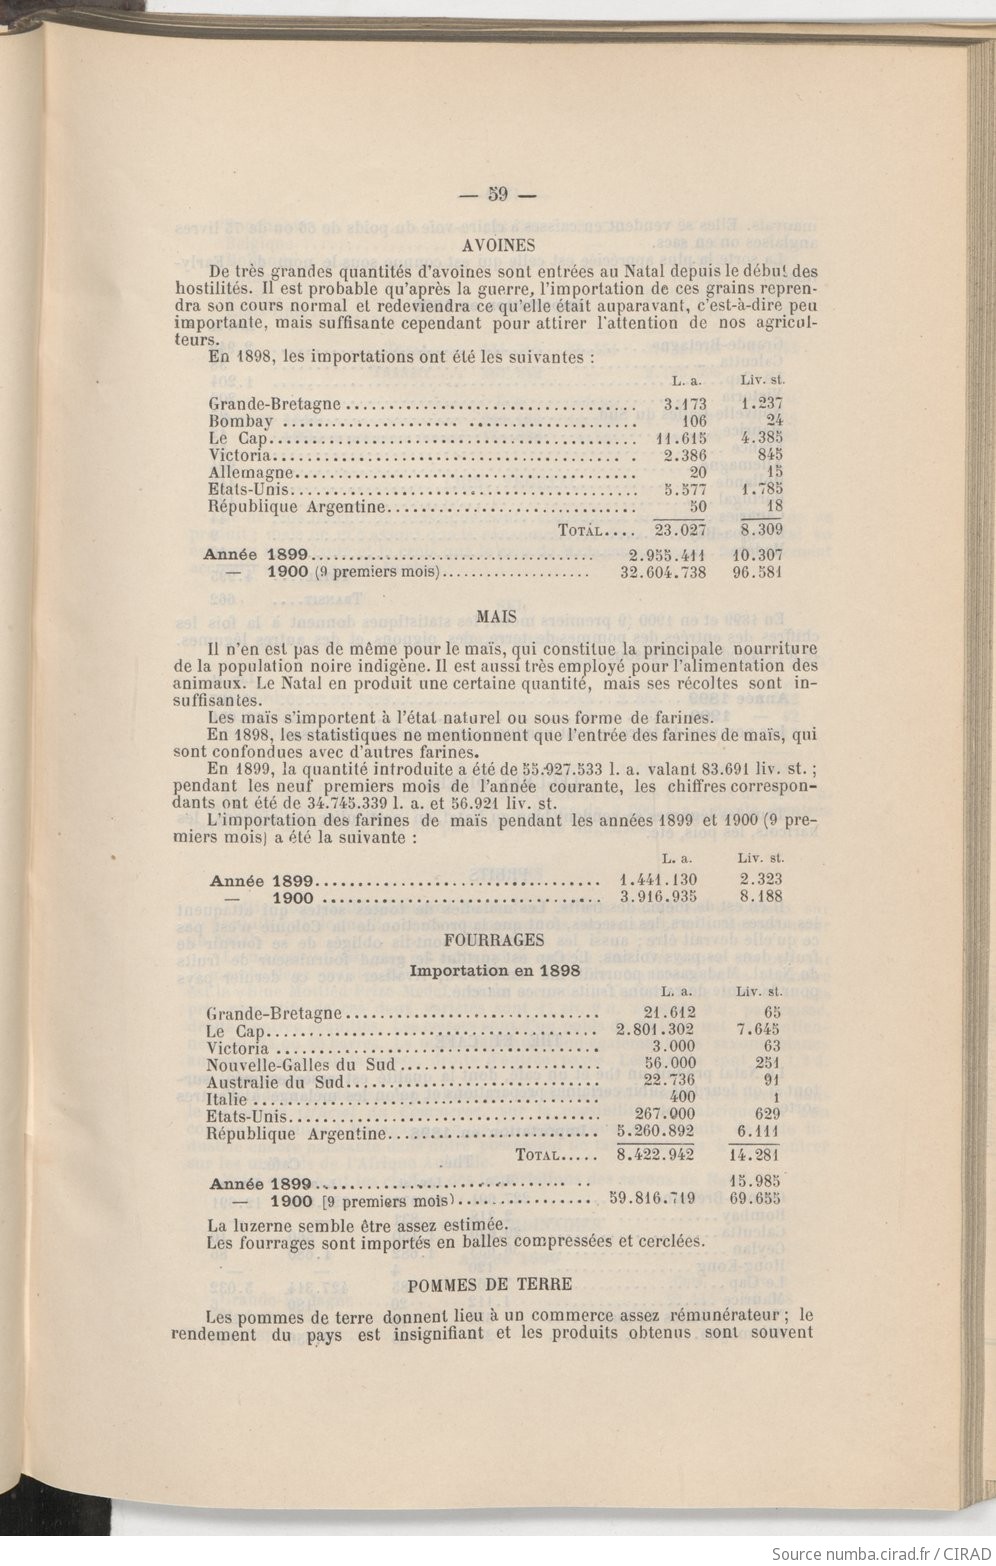 — 59 —
AVOINES
De très grandes quantités d'avoines sont entrées au Natal depuis le début des
hostilités. Il est probable qu'après la guerre, l'importation de ces grains repren-
dra son cours normal et redeviendra ce qu'elle était auparavant, c'est-à-dire peu
importante, mais suffisante cependant pour attirer l'attention de nos agricul-
teurs.
En 1898, les importations ont été les suivantes :
L. a. Liv. st.
Grande-Bretagne .................................. 3.173 1.237
Bombay ..................... .................... 106 24
Le Cap.......................................... 11.615 4.385
Victoria........................................ . 2.386 845
Allemagne....................................... 20 15
Etats-Unis........................................ 5.577 1.785
République Argentine............................. 50 18
TOTAL.... 23.027 8.309
Année 1899................................... 2.955.411 10.307
— 1900 (9 premiers mois)................... 32.604.738 96.581
MAIS
Il n'en est pas de même pour le maïs, qui constitue la principale nourriture
de la population noire indigène. Il est aussi très employé pour l'alimentation des
animaux. Le Natal en produit une certaine quantité, mais ses récoltes sont in-
suffisantes.
Les maïs s'importent à l'état naturel ou sous forme de farines.
En 1898, les statistiques ne mentionnent que l'entrée des farines de maïs, qui
sont confondues avec d'autres farines.
En 1899, la quantité introduite a été de 55.927.533 l. a. valant 83.691 liv. st. ;
pendant les neuf premiers mois de l'année courante, les chiffres correspon-
dants ont été de 34.745.339 l. a. et 56.921 liv. st.
L'importation des farines de maïs pendant les années 1899 et 1900 (9 pre-
miers mois) a été la suivante :
L. a. Liv. st.
Année 1899................................. 1.441.130 2.323
— 1900 ................................ 3.916.935 8.188
FOURRAGES
Importation en 1898
L. a. Liv. st.
Grande-Bretagne.............................. 21.612 65
Le Cap....................................... 2.801.302 7.645
Victoria ...................................... 3.000 63
Nouvelle-Galles du Sud ........................ 56.000 251
Australie du Sud.............................. 22.736 91
Italie ........................................ 400 1
Etats-Unis.................................... 267.000 629
République Argentine......................... 5.260.892 6.111
TOTAL..... 8.422.942 14.281
Année 1899............................. .. 15.985
— 1900 [9 premiers mois)................ 59.816.719 69.655
La luzerne semble être assez estimée.
Les fourrages sont importés en balles compressées et cerclées.
POMMES DE TERRE
Les pommes de terre donnent lieu à un commerce assez rémunérateur ; le
rendement du pays est insignifiant et les produits obtenus sont souvent
Source numba.cirad.fr / CIRAD